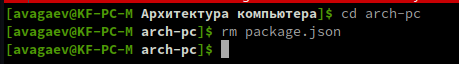 [avagaev@KF-PC-M Архитектура компьютера]$ cd arch-pc
[avagaev@KF-PC-M arch-pc]$ rm package.json
[avagaev@KF-PC-M arch-pc]$